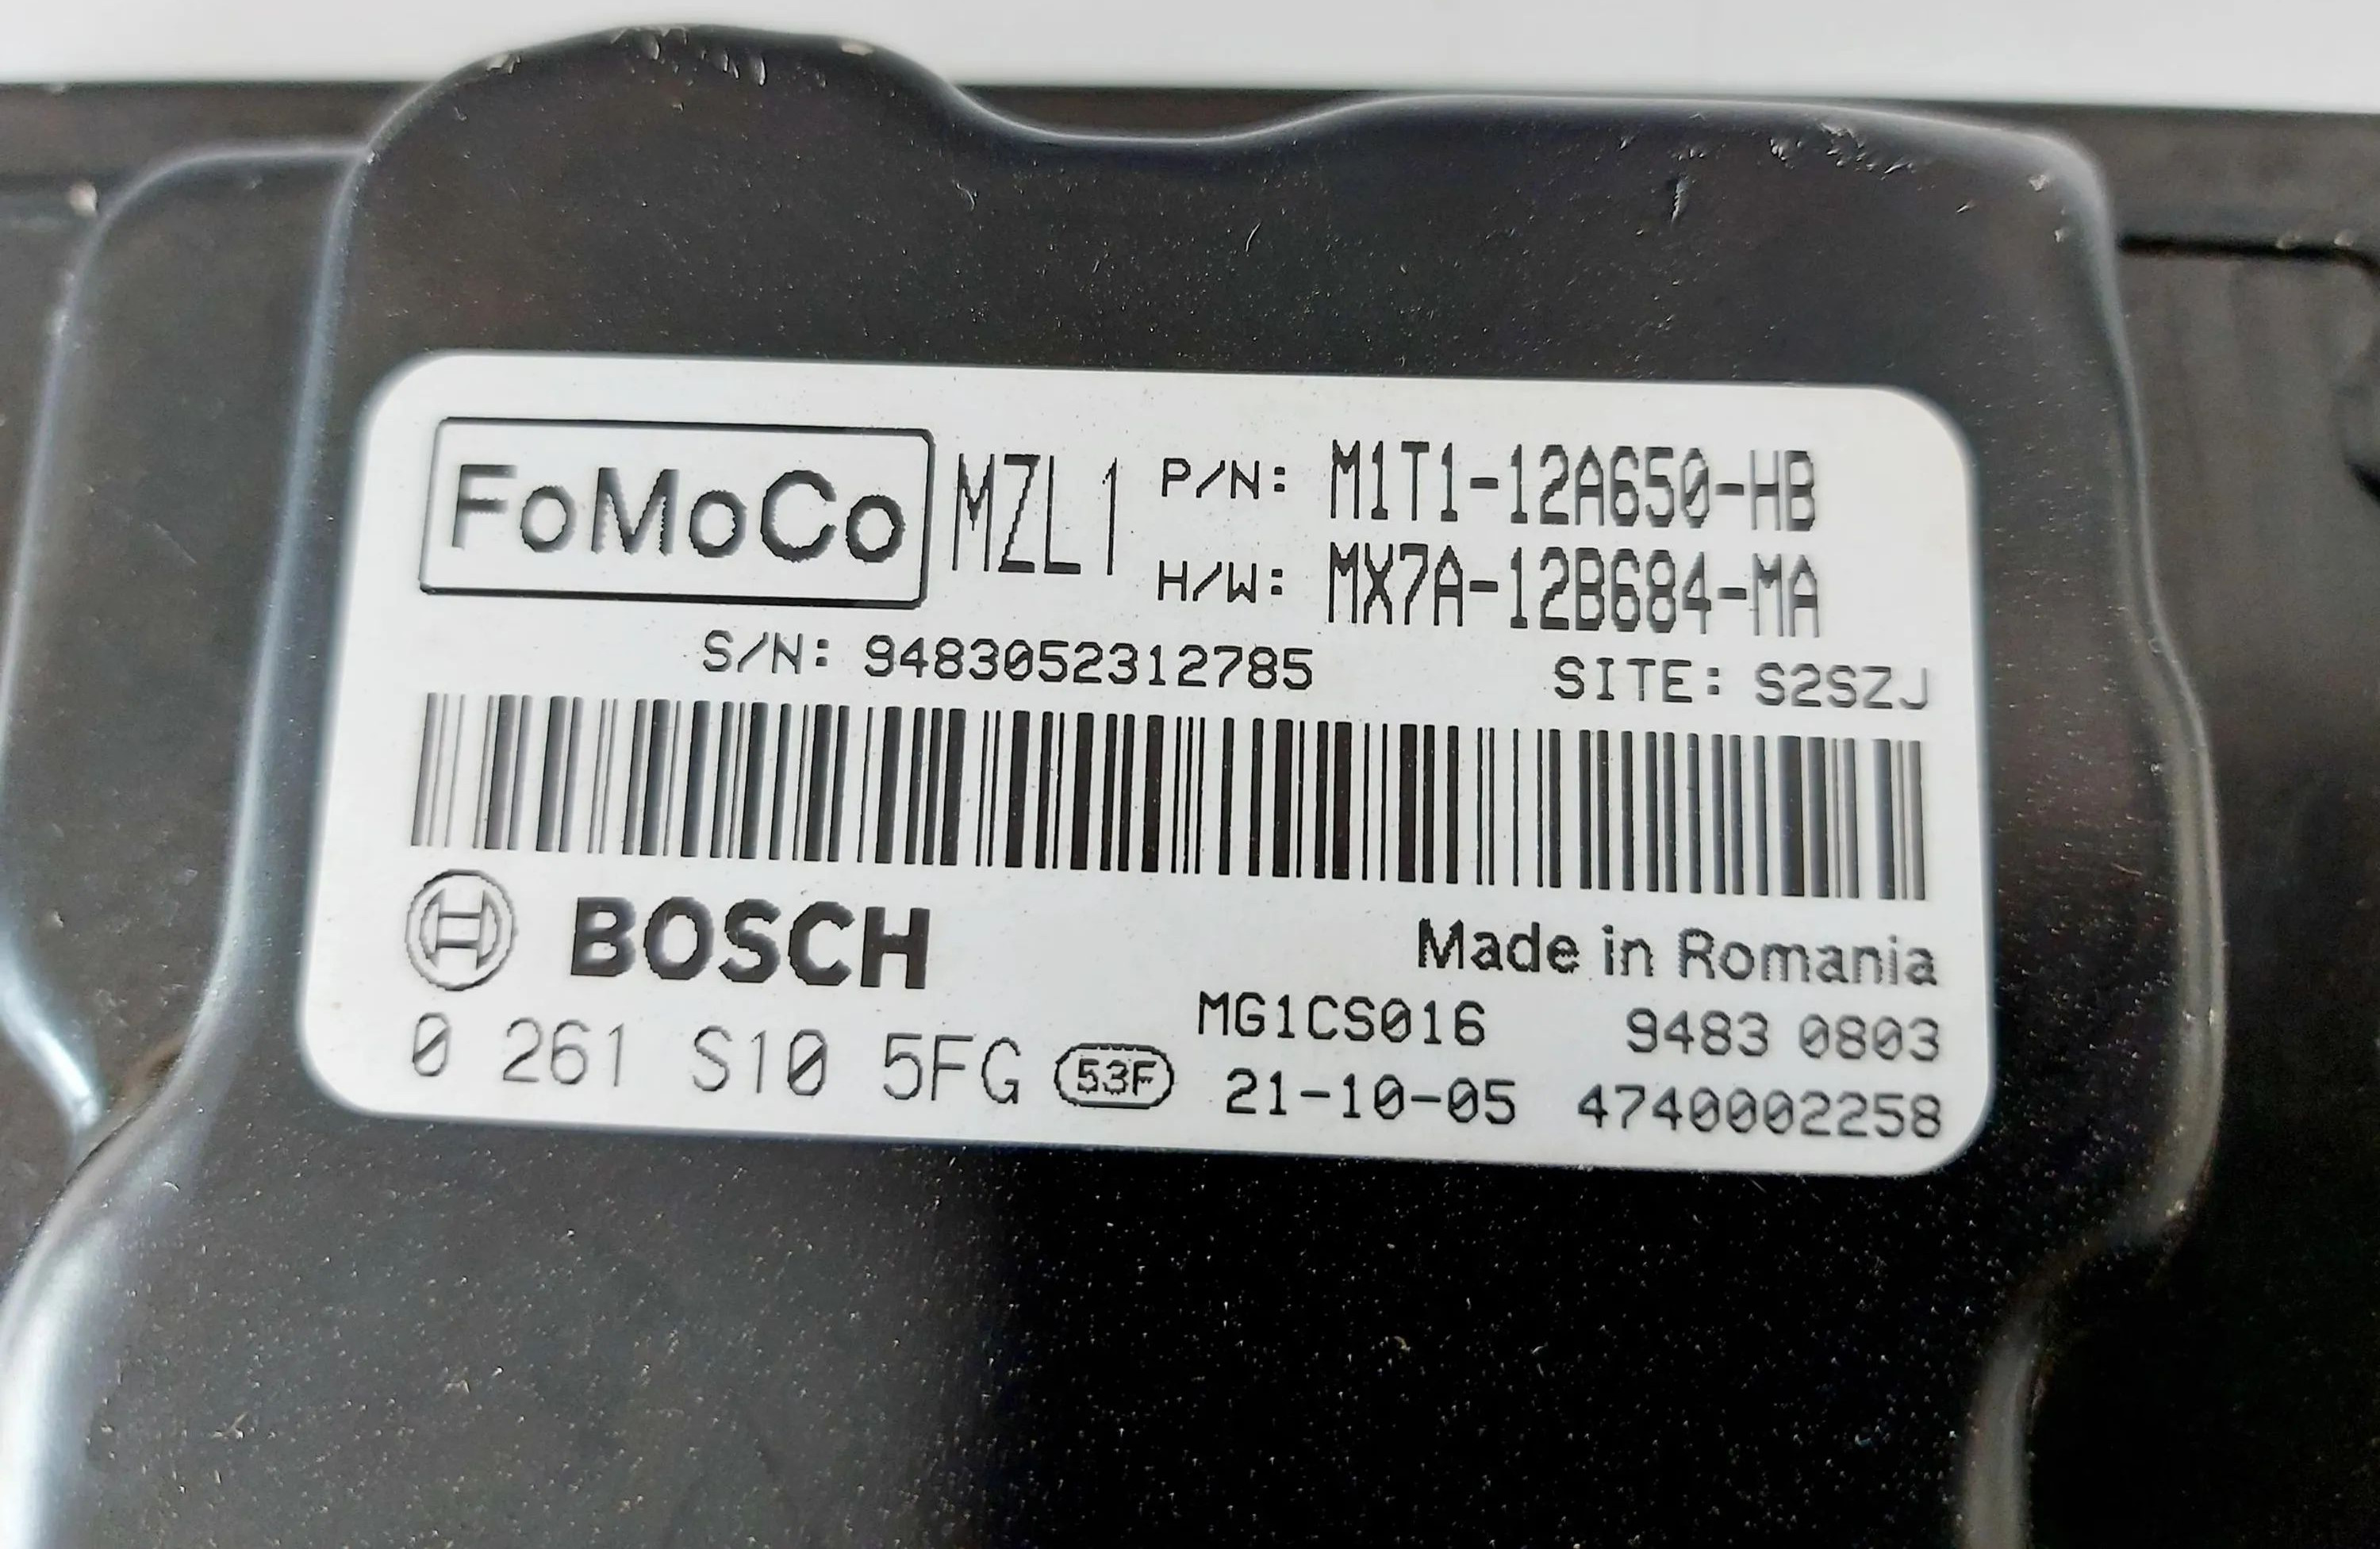 FoMoCo MZL1 P/N: M1T1-12A650-HB
H/W: MX7A-12B684-MA
S/N: 9483052312785 SITE: S2SZJ
BOSCH Made in Romania
MG1CS016 9483 0803
0 261 S10 5FG 53F 21-10-05 4740002258